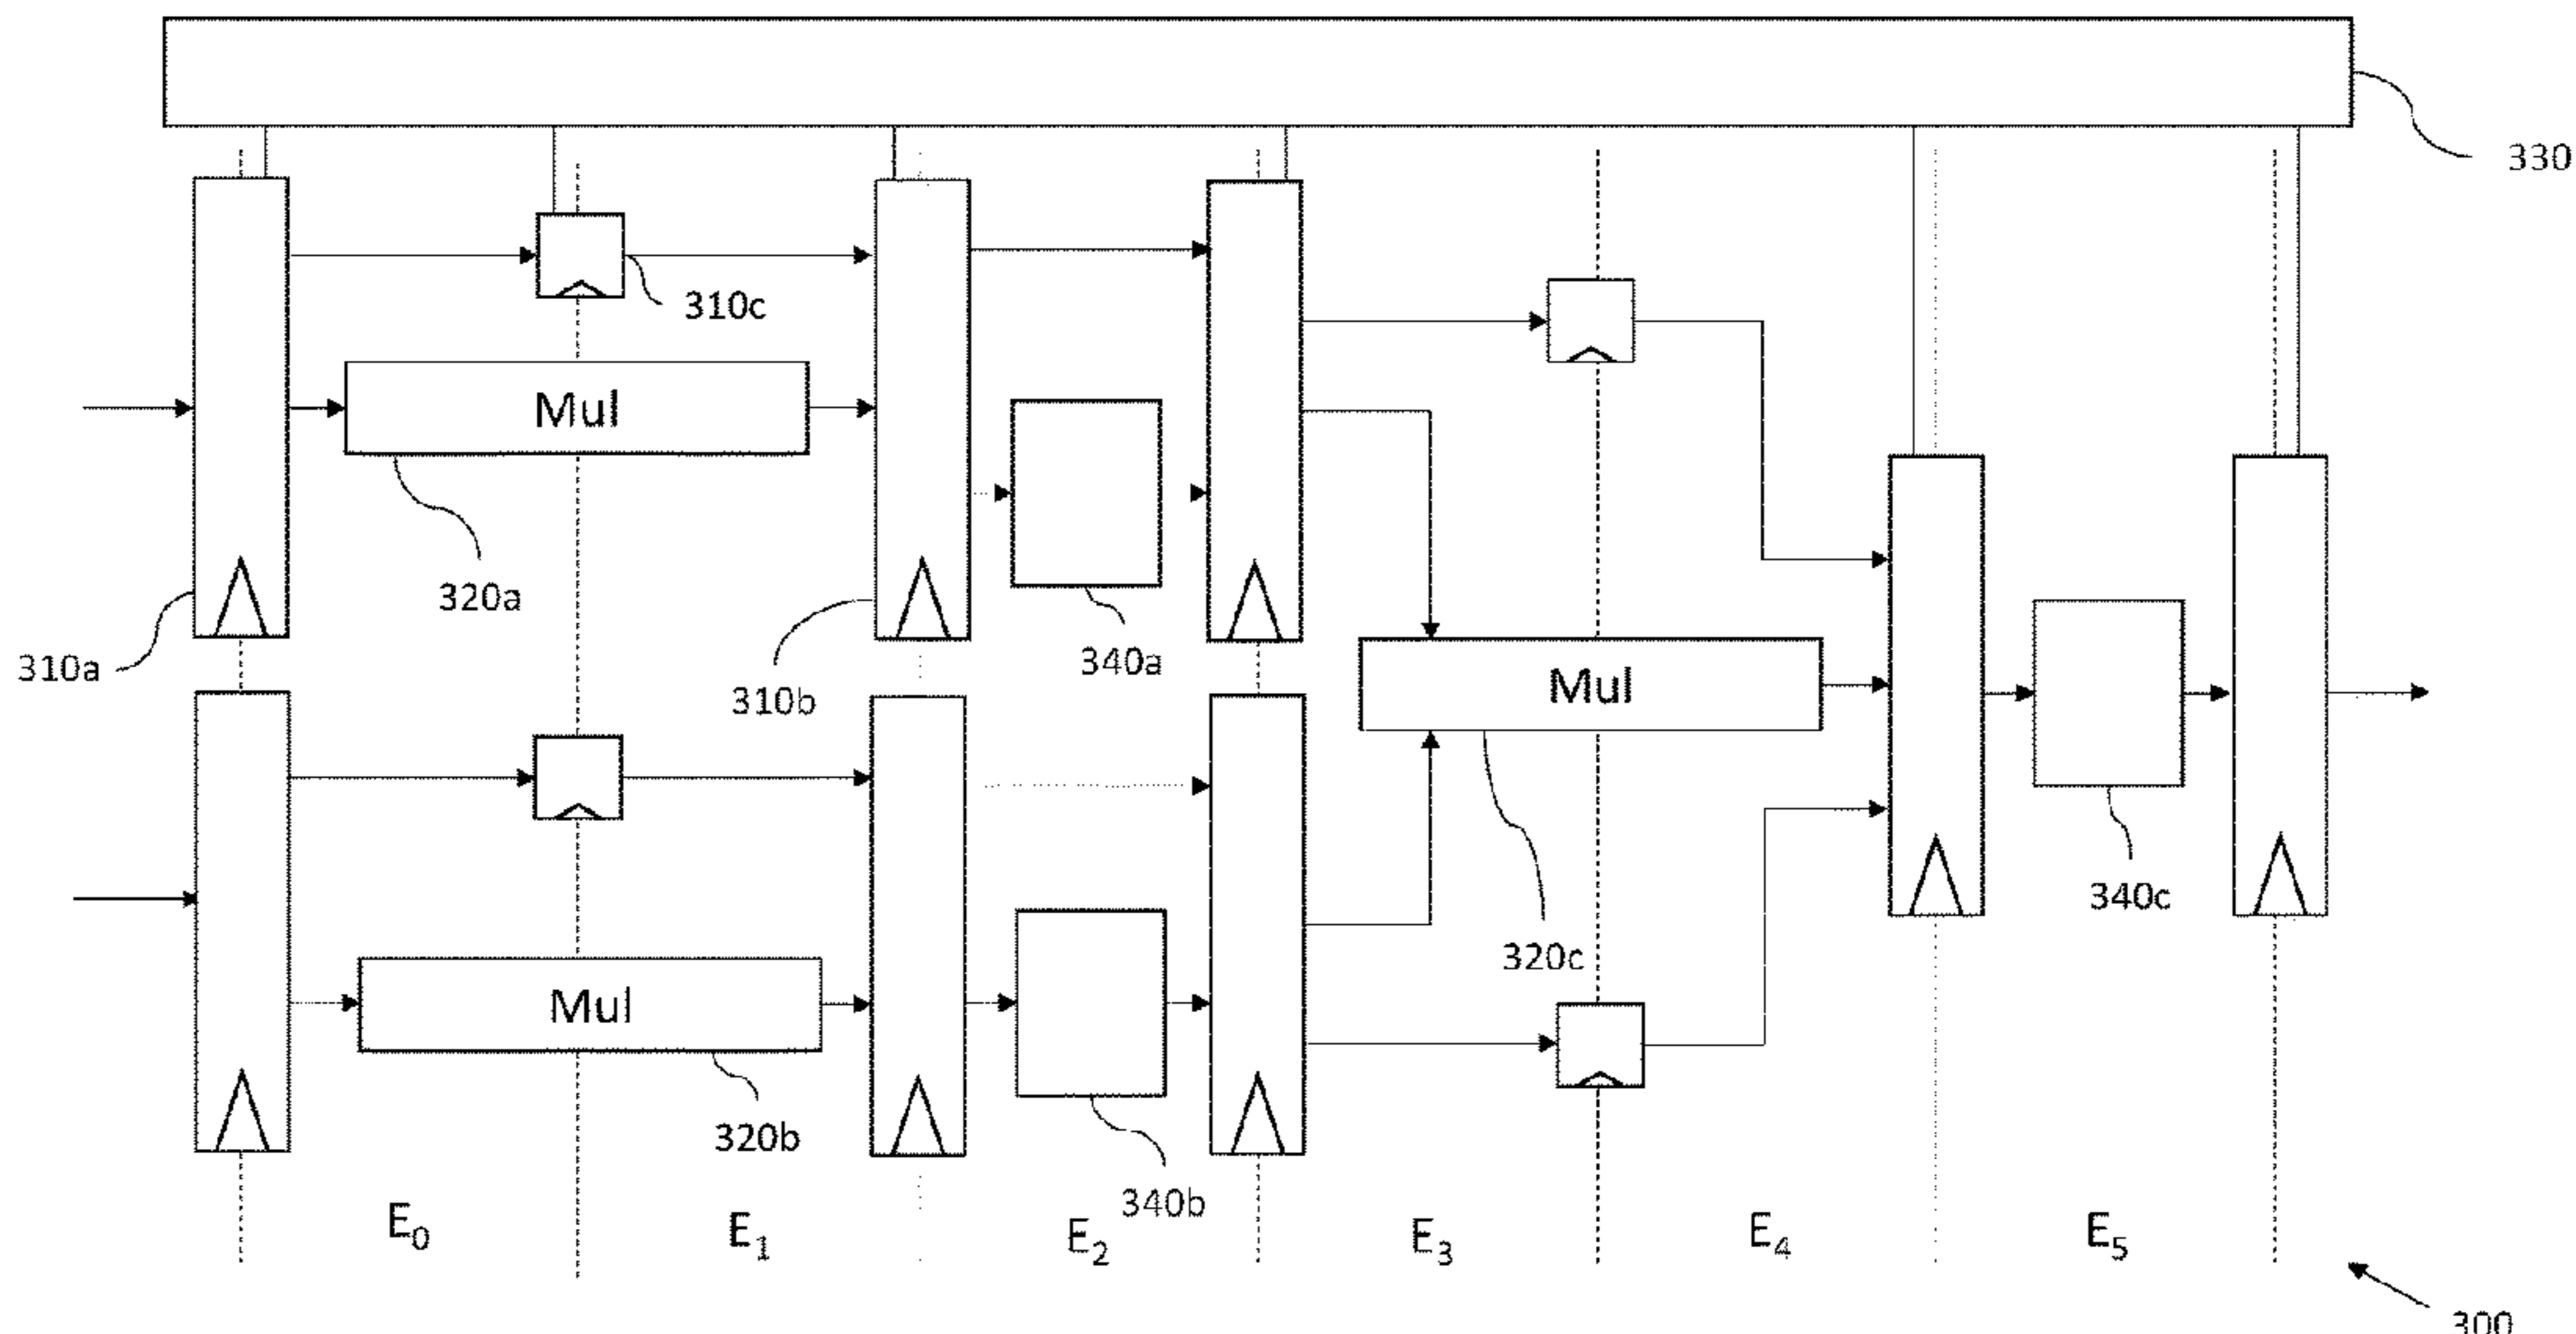 330
310c
Mul
320a
310a
310b
340a
Mul
340c
320c
Mul
320b
340b
E₀
E₁
E₂
E₃
E₄
E₅
300